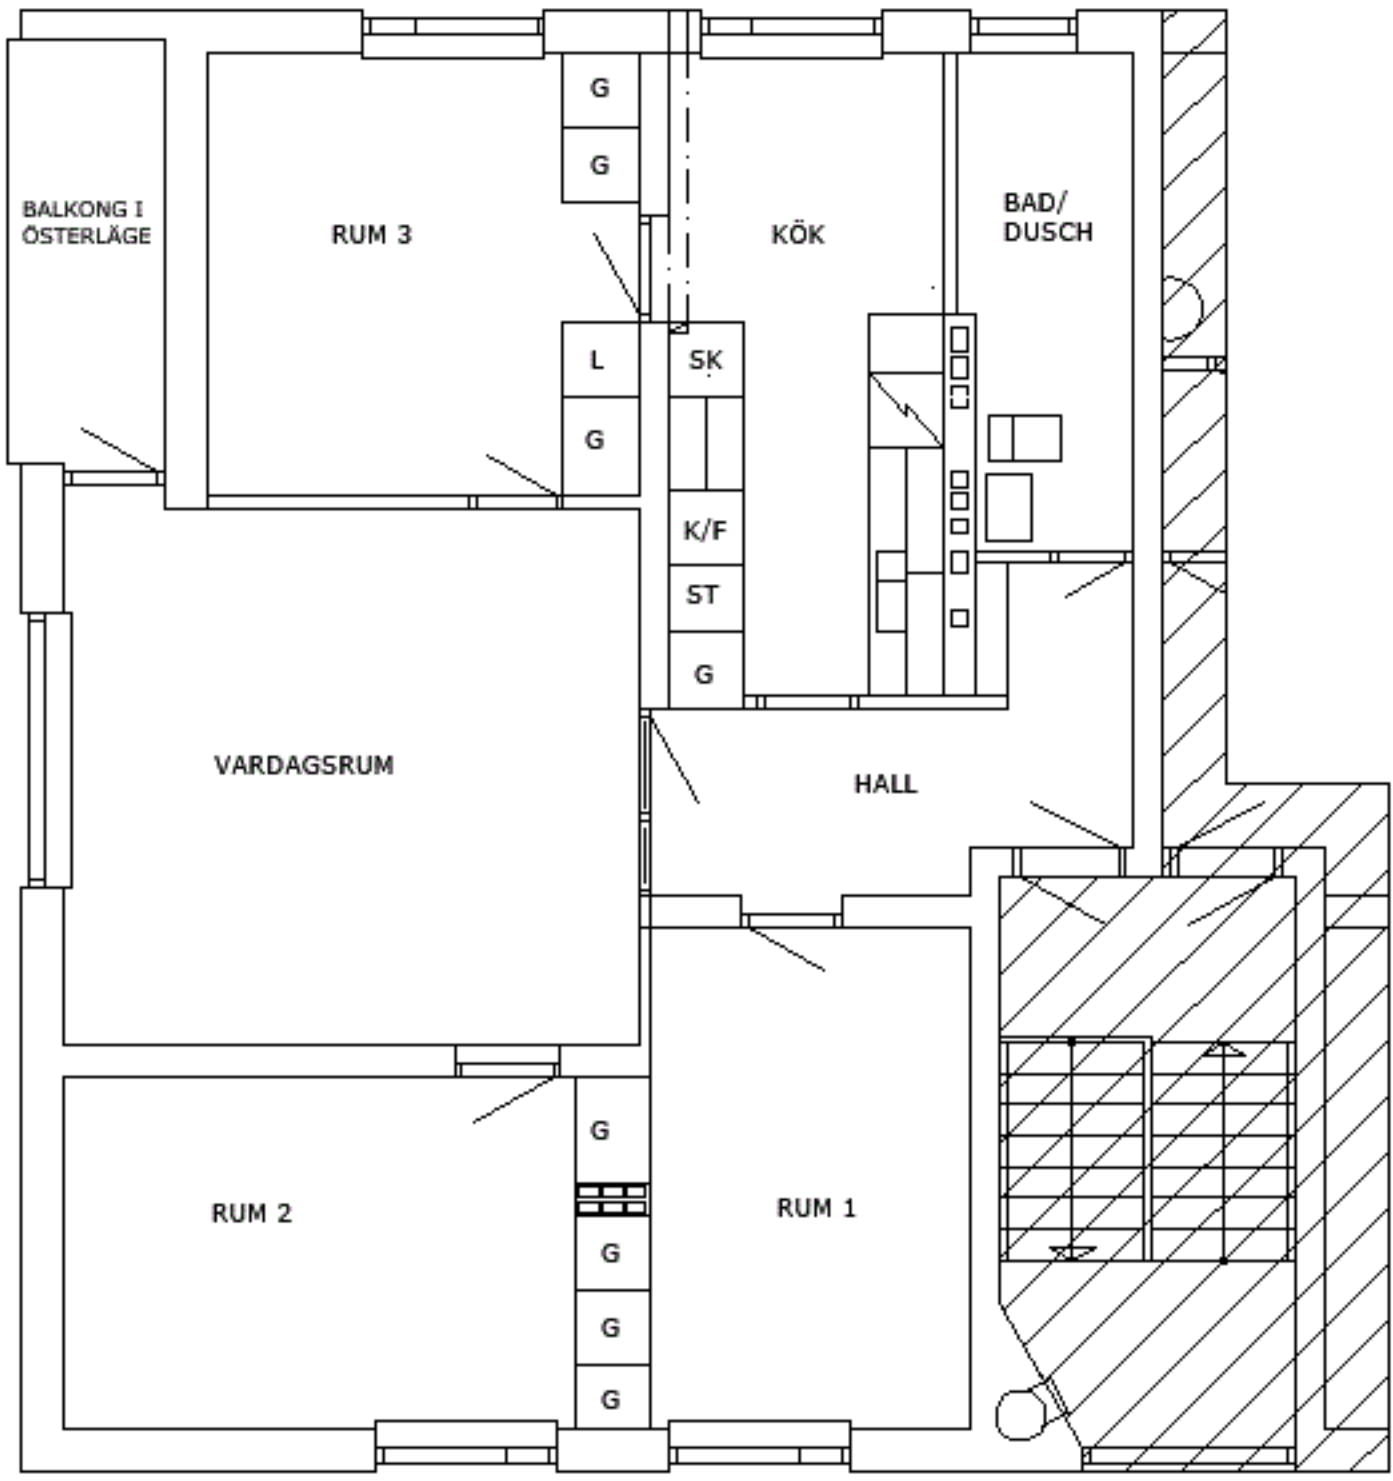 G
G
BALKONG I
ÖSTERLÄGE
RUM 3
KÖK
BAD/
DUSCH
L
SK
G
K/F
ST
G
VARDAGSRUM
HALL
G
RUM 2
RUM 1
G
G
G